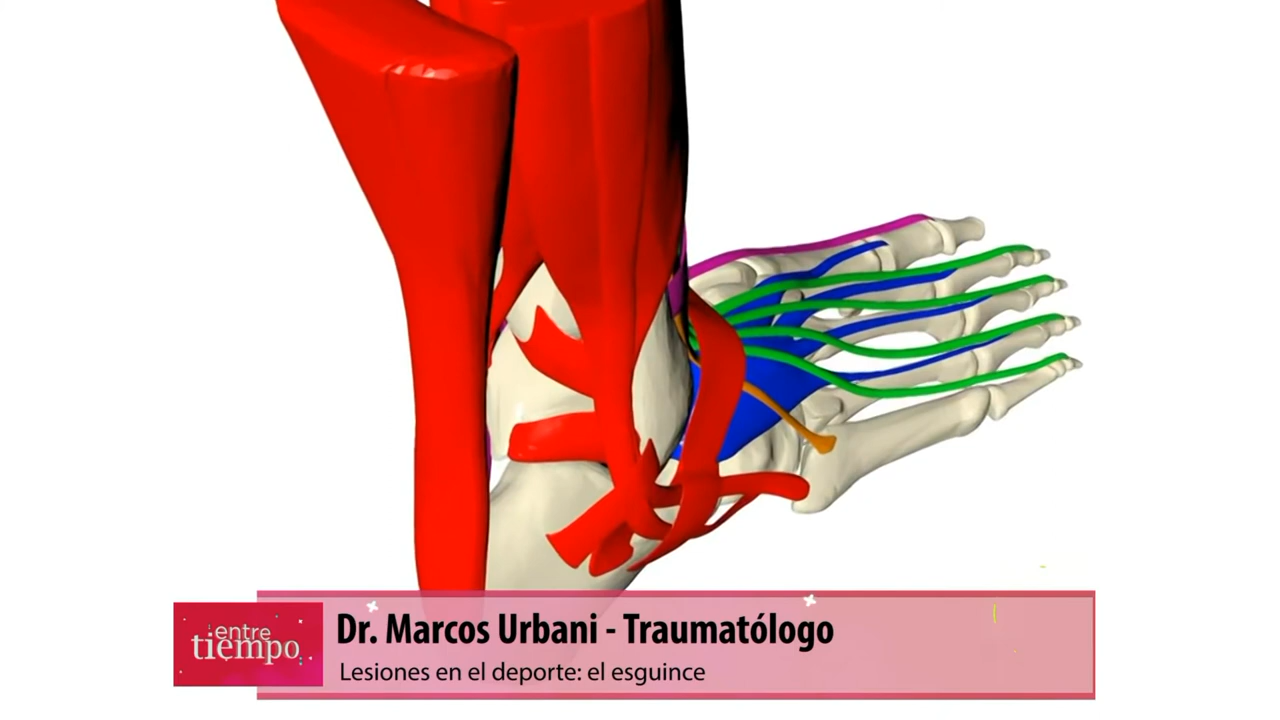 entre
tiempo
Dr. Marcos Urbani - Traumatólogo
Lesiones en el deporte: el esguince